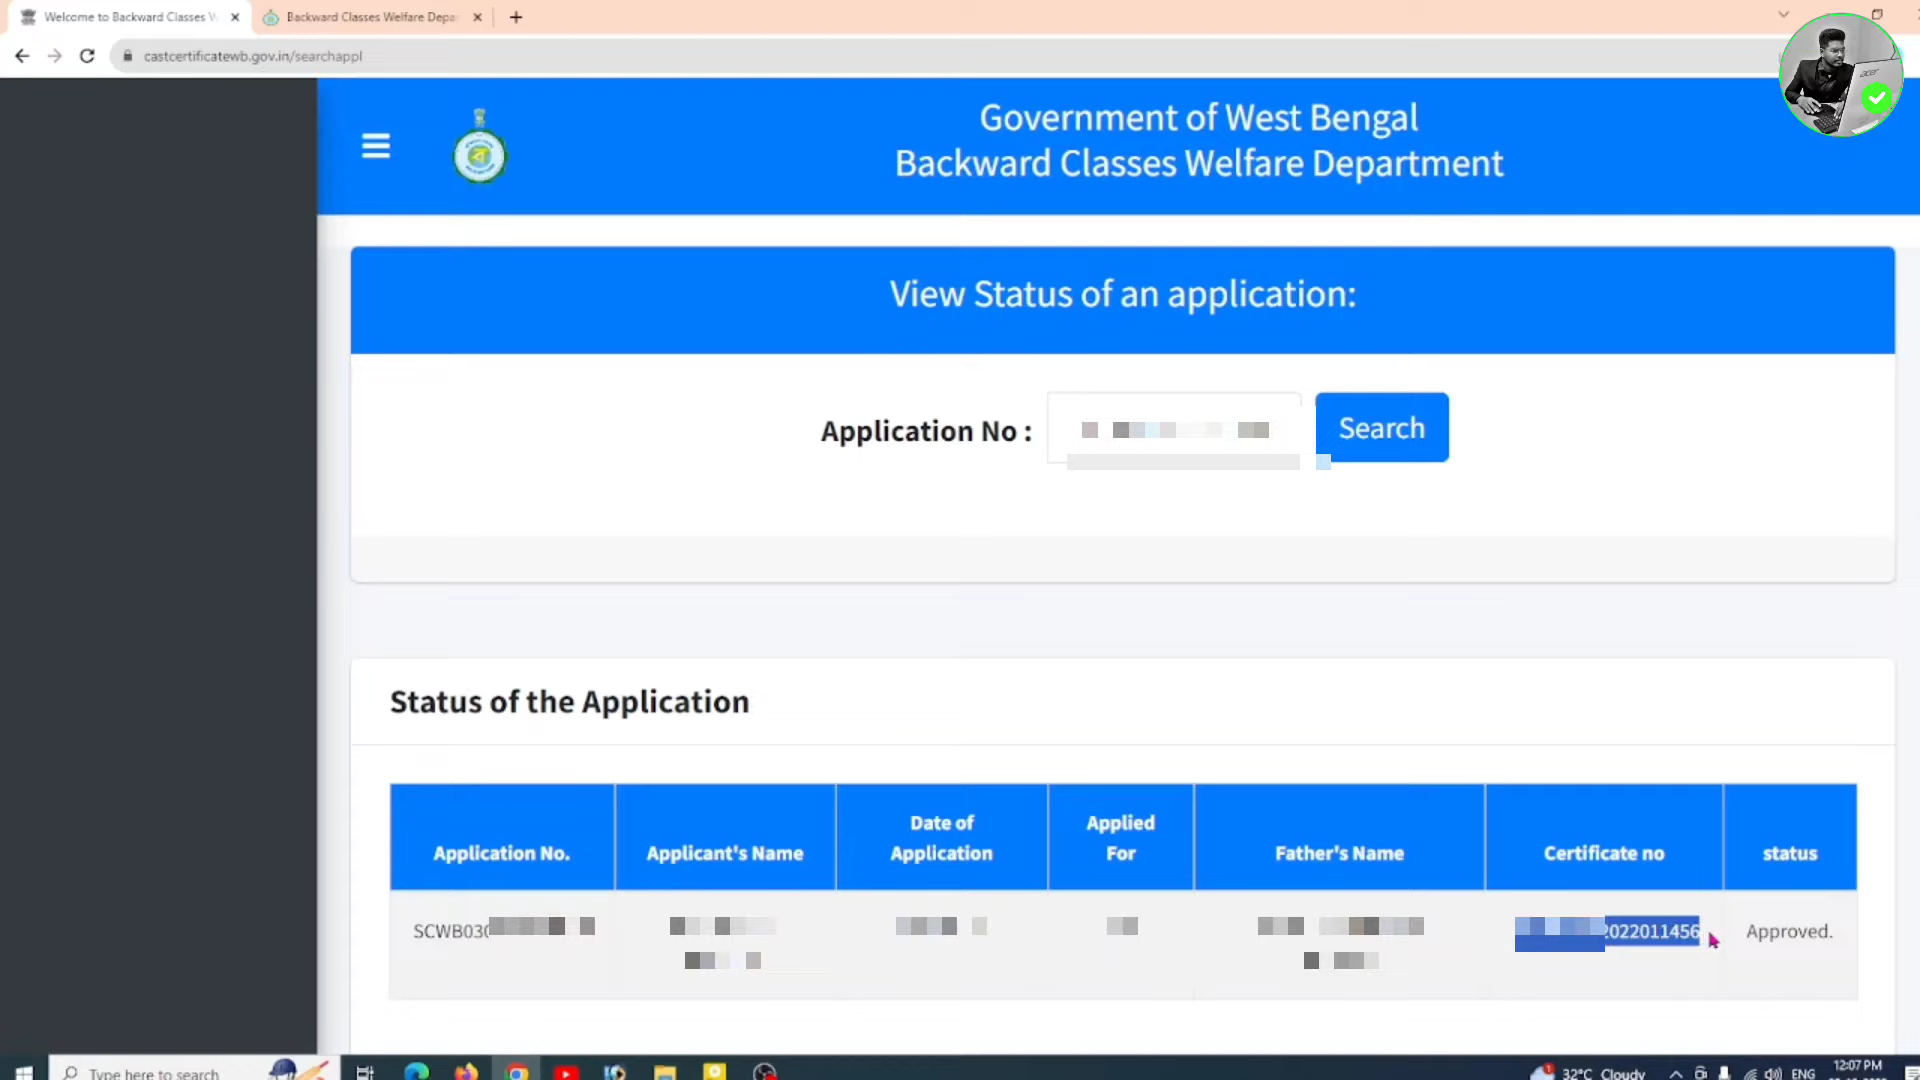 Welcome to Backward Classes W
Backward Classes Welfare Depa
castcertificatewb.gov.in/searchappl
acer
Government of West Bengal
Backward Classes Welfare Department
View Status of an application:
Application No :
Search
Status of the Application
Application No.
Applicant's Name
Date of
Application
Applied
For
Father's Name
Certificate no
status
SCWB030
2022011456
Approved.
Type here to search
32°C Cloudy
ENG
12:07 PM